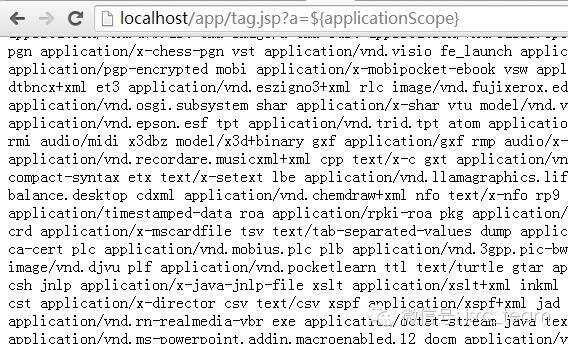 localhost/app/tag.jsp?a=${applicationScope}
pgn application/x-chess-pgn vst application/vnd.visio fe_launch applic
application/pgp-encrypted mobi application/x-mobipocket-ebook vsw appl
dtbncx+xml et3 application/vnd.eszigno3+xml rlc image/vnd.fujixerox.ed
application/vnd.osgi.subsystem shar application/x-shar vtu model/vnd.v
application/vnd.epson.esf tpt application/vnd.trid.tpt atom applicatio
rmi audio/midi x3dbz model/x3d+binary gxf application/gxf rmp audio/x-
application/vnd.recordare.musicxml+xml cpp text/x-c gxt application/vn
compact-syntax etx text/x-setext lbe application/vnd.llamagraphics.lif
balance.desktop cdxml application/vnd.chemdraw+xml nfo text/x-nfo rp9
application/timestamped-data roa application/rpki-roa pkg application/
crd application/x-mscardfile tsv text/tab-separated-values dump applic
ca-cert plc application/vnd.mobius.plc plb application/vnd.3gpp.pic-bw
image/vnd.djvu plf application/vnd.pocketlearn ttl text/turtle gtar ap
csh jnlp application/x-java-jnlp-file xslt application/xslt+xml inkml
cst application/x-director csv text/csv xspf application/xspf+xml jad
application/vnd.rn-realmedia-vbr exe application/octet-stream java tex
application/vnd.ms-powerpoint.addin.macroenabled.12 docm application/v